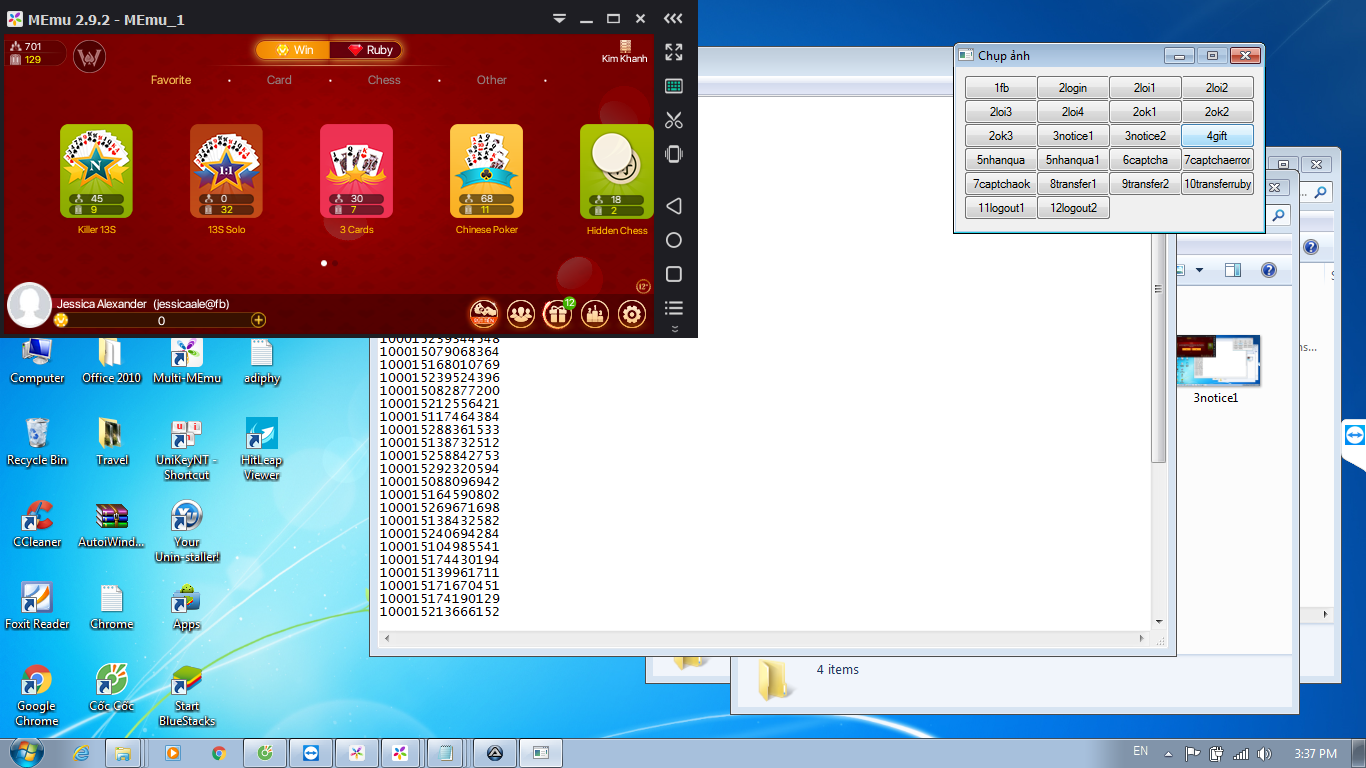 MEmu 2.9.2 - MEmu_1
701
129
Win
Ruby
Kim Khanh
Favorite
Card
Chess
Other
N
45
9
Killer 13S
1:1
0
32
13S Solo
30
7
3 Cards
68
11
Chinese Poker
18
2
Hidden Chess
12+
Jessica Alexander (jessicaale@fb)
0
12
Chụp ảnh
1fb
2login
2loi1
2loi2
2loi3
2loi4
2ok1
2ok2
2ok3
3notice1
3notice2
4gift
5nhanqua
5nhanqua1
6captcha
7captchaerror
7captchaok
8transfer1
9transfer2
10transferruby
11logout1
12logout2
100015259344548
100015079068364
100015168010769
100015239524396
100015082877200
100015212556421
100015117464384
100015288361533
100015138732512
100015258842753
100015292320594
100015088096942
100015164590802
100015269671698
100015138432582
100015240694284
100015104985541
100015174430194
100015139961711
100015171670451
100015174190129
100015213666152
3notice1
ns...
4 items
Computer
Office 2010
Multi-MEmu
adiphy
Recycle Bin
Travel
UniKeyNT - Shortcut
HitLeap Viewer
CCleaner
AutoiWind...
Your Unin-staller!
Foxit Reader
Chrome
Apps
Google Chrome
Cốc Cốc
Start BlueStacks
EN
3:37 PM